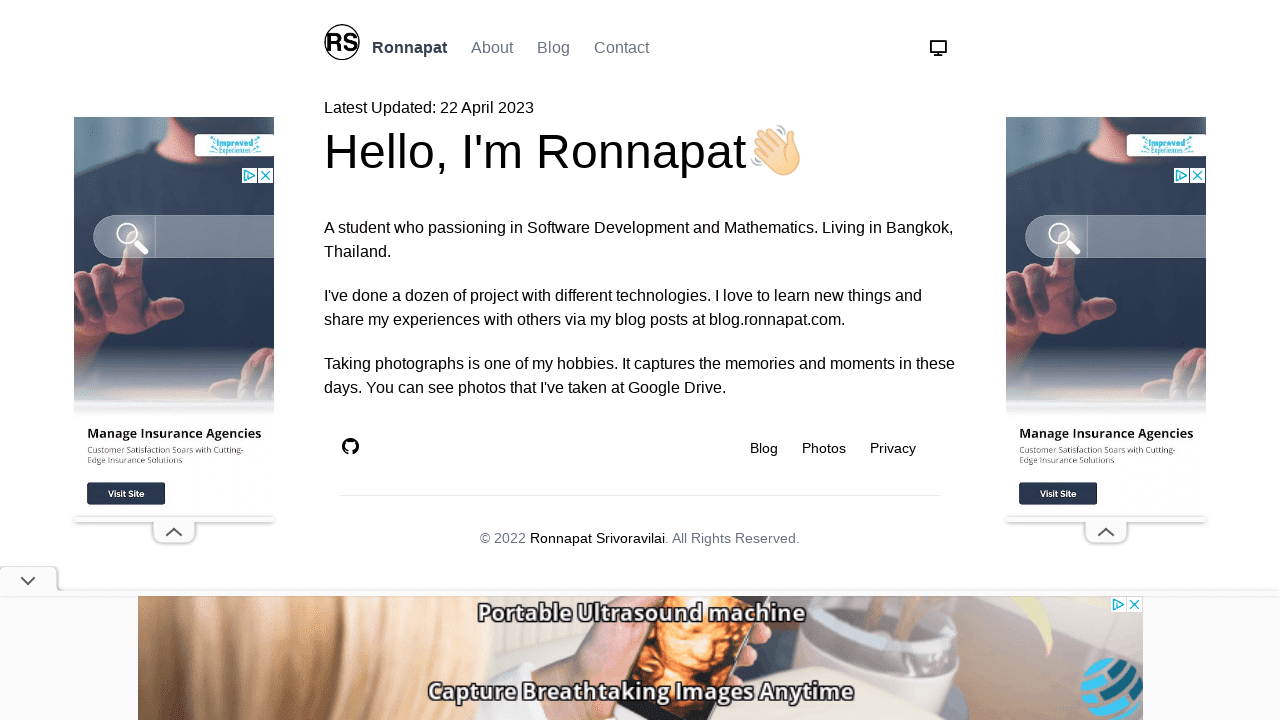 RS
Ronnapat About Blog Contact
Latest Updated: 22 April 2023
Hello, I'm Ronnapat👋🏻
A student who passioning in Software Development and Mathematics. Living in Bangkok,
Thailand.
I've done a dozen of project with different technologies. I love to learn new things and
share my experiences with others via my blog posts at blog.ronnapat.com.
Taking photographs is one of my hobbies. It captures the memories and moments in these
days. You can see photos that I've taken at Google Drive.
Blog Photos Privacy
© 2022 Ronnapat Srivoravilai. All Rights Reserved.
Improved
Experiences
Manage Insurance Agencies
Customer Satisfaction Soars with Cutting-
Edge Insurance Solutions
Visit Site
Improved
Experiences
Manage Insurance Agencies
Customer Satisfaction Soars with Cutting-
Edge Insurance Solutions
Visit Site
Portable Ultrasound machine
Capture Breathtaking Images Anytime